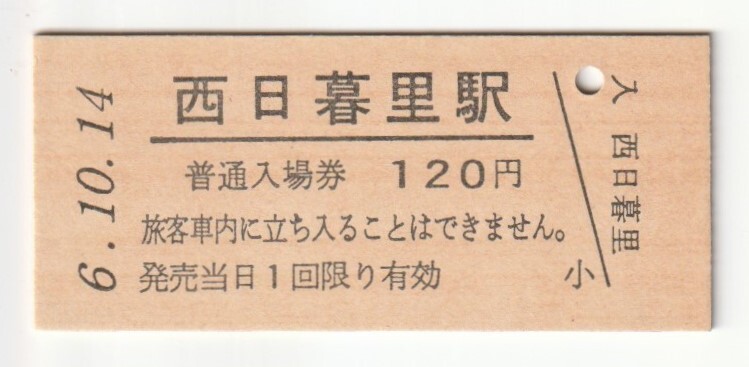 6.10.14
西日暮里駅
普通入場券 120円
旅客車内に立ち入ることはできません。
発売当日1回限り有効
小
入 西日暮里